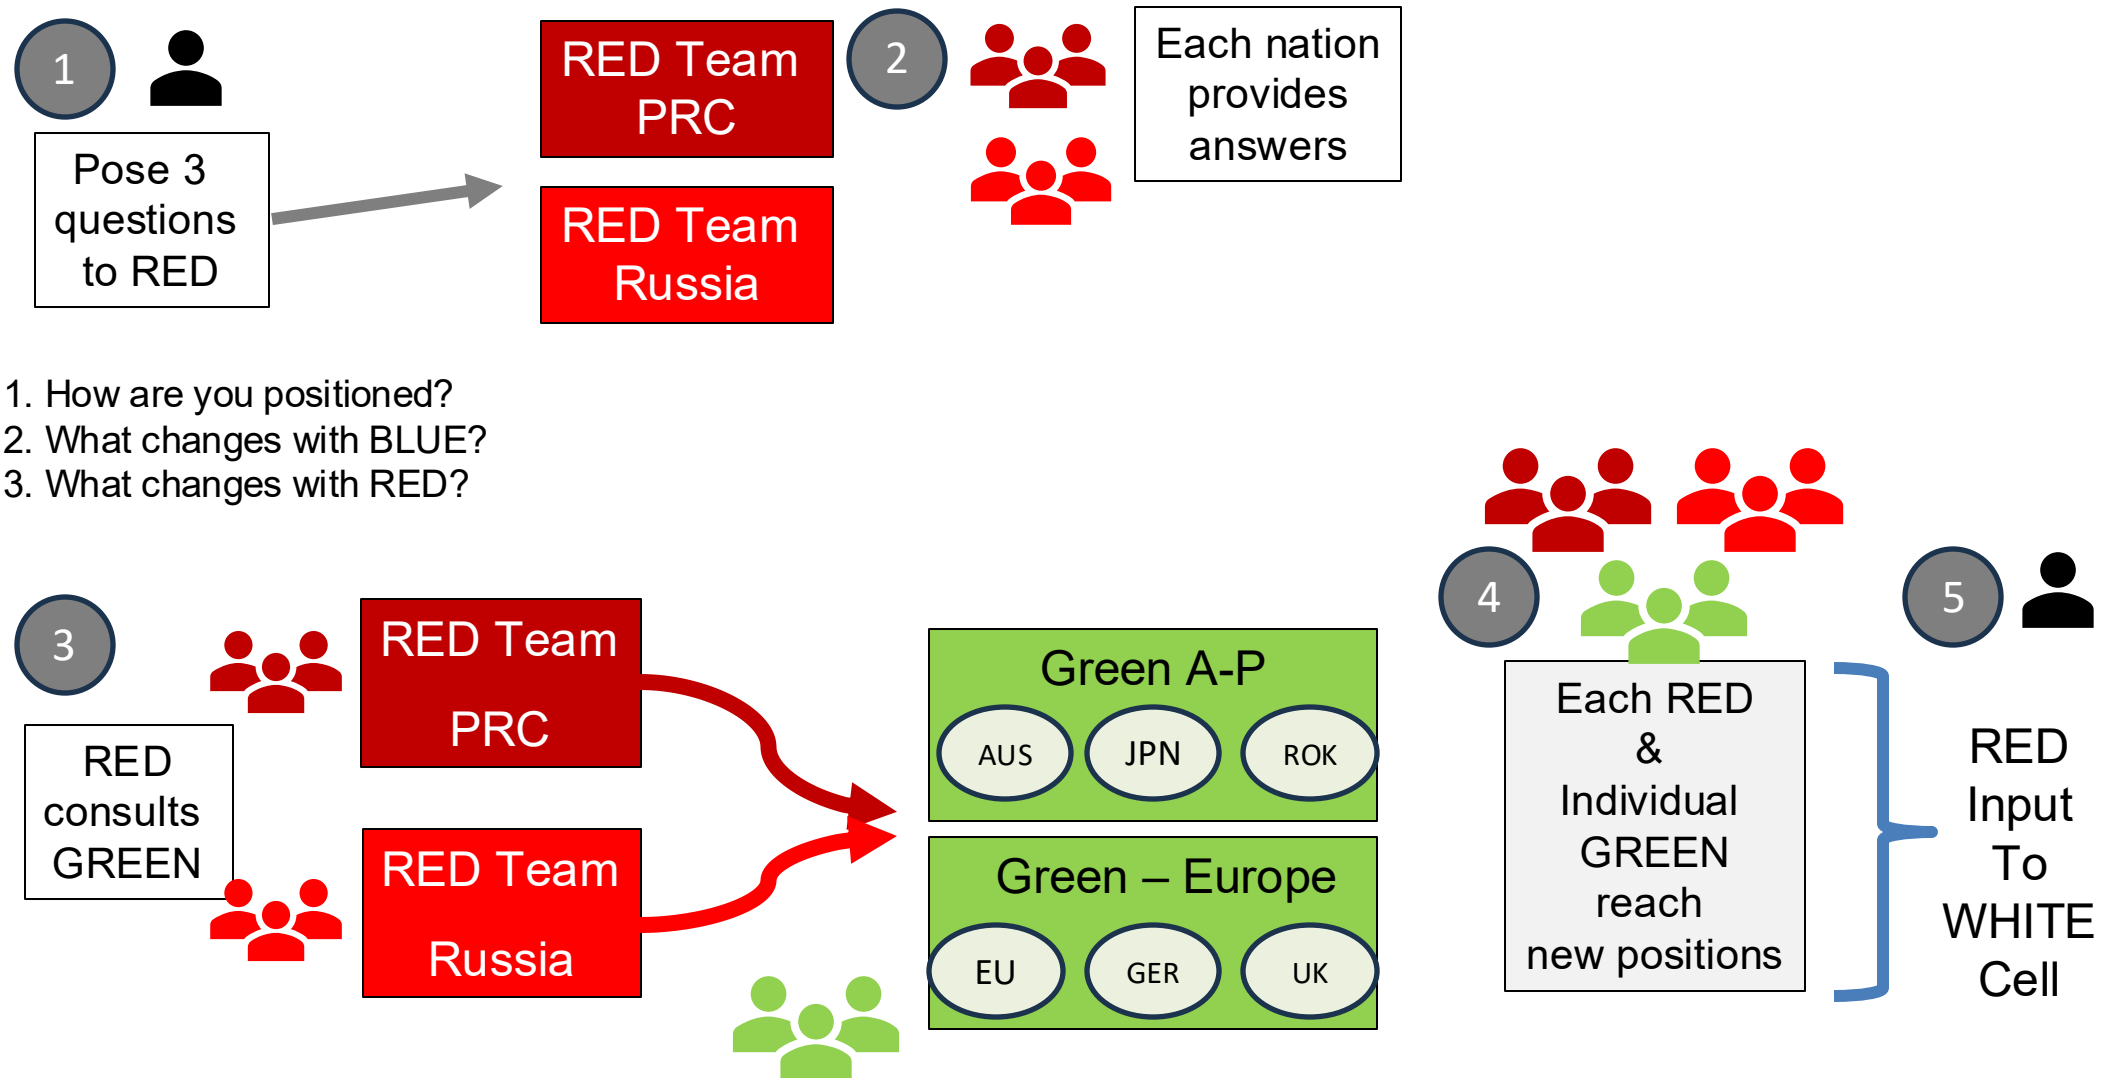 1
Pose 3
questions
to RED
RED Team
PRC
RED Team
Russia
2
Each nation
provides
answers
1. How are you positioned?
2. What changes with BLUE?
3. What changes with RED?
3
RED
consults
GREEN
RED Team
PRC
RED Team
Russia
Green A-P
AUS
JPN
ROK
Green – Europe
EU
GER
UK
4
Each RED
&
Individual
GREEN
reach
new positions
5
RED
Input
To
WHITE
Cell